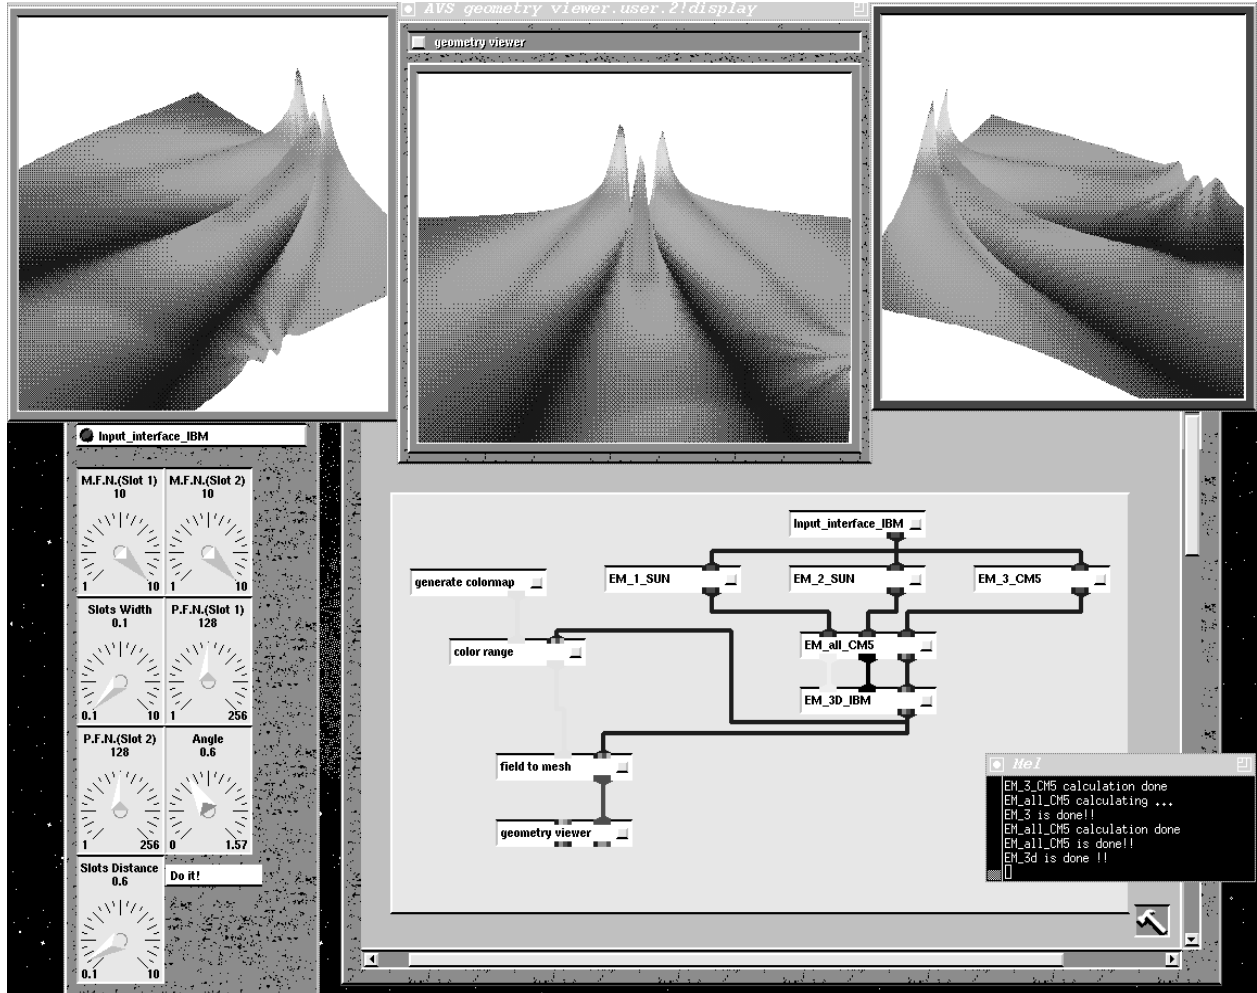 AVS geometry viewer.user.2!display
geometry viewer
Input_interface_IBM
M.F.N.(Slot 1)
10
1 10
M.F.N.(Slot 2)
10
1 10
Slots Width
0.1
0.1 10
P.F.N.(Slot 1)
128
1 256
P.F.N.(Slot 2)
128
1 256
Angle
0.6
0 1.57
Slots Distance
0.6
0.1 10
Do it!
Input_interface_IBM
generate colormap
EM_1_SUN
EM_2_SUN
EM_3_CM5
color range
EM_all_CM5
EM_3D_IBM
field to mesh
geometry viewer
Mel
EM_3_CM5 calculation done
EM_all_CM5 calculating ...
EM_3 is done!!
EM_all_CM5 calculation done
EM_all_CM5 is done!!
EM_3d is done !!